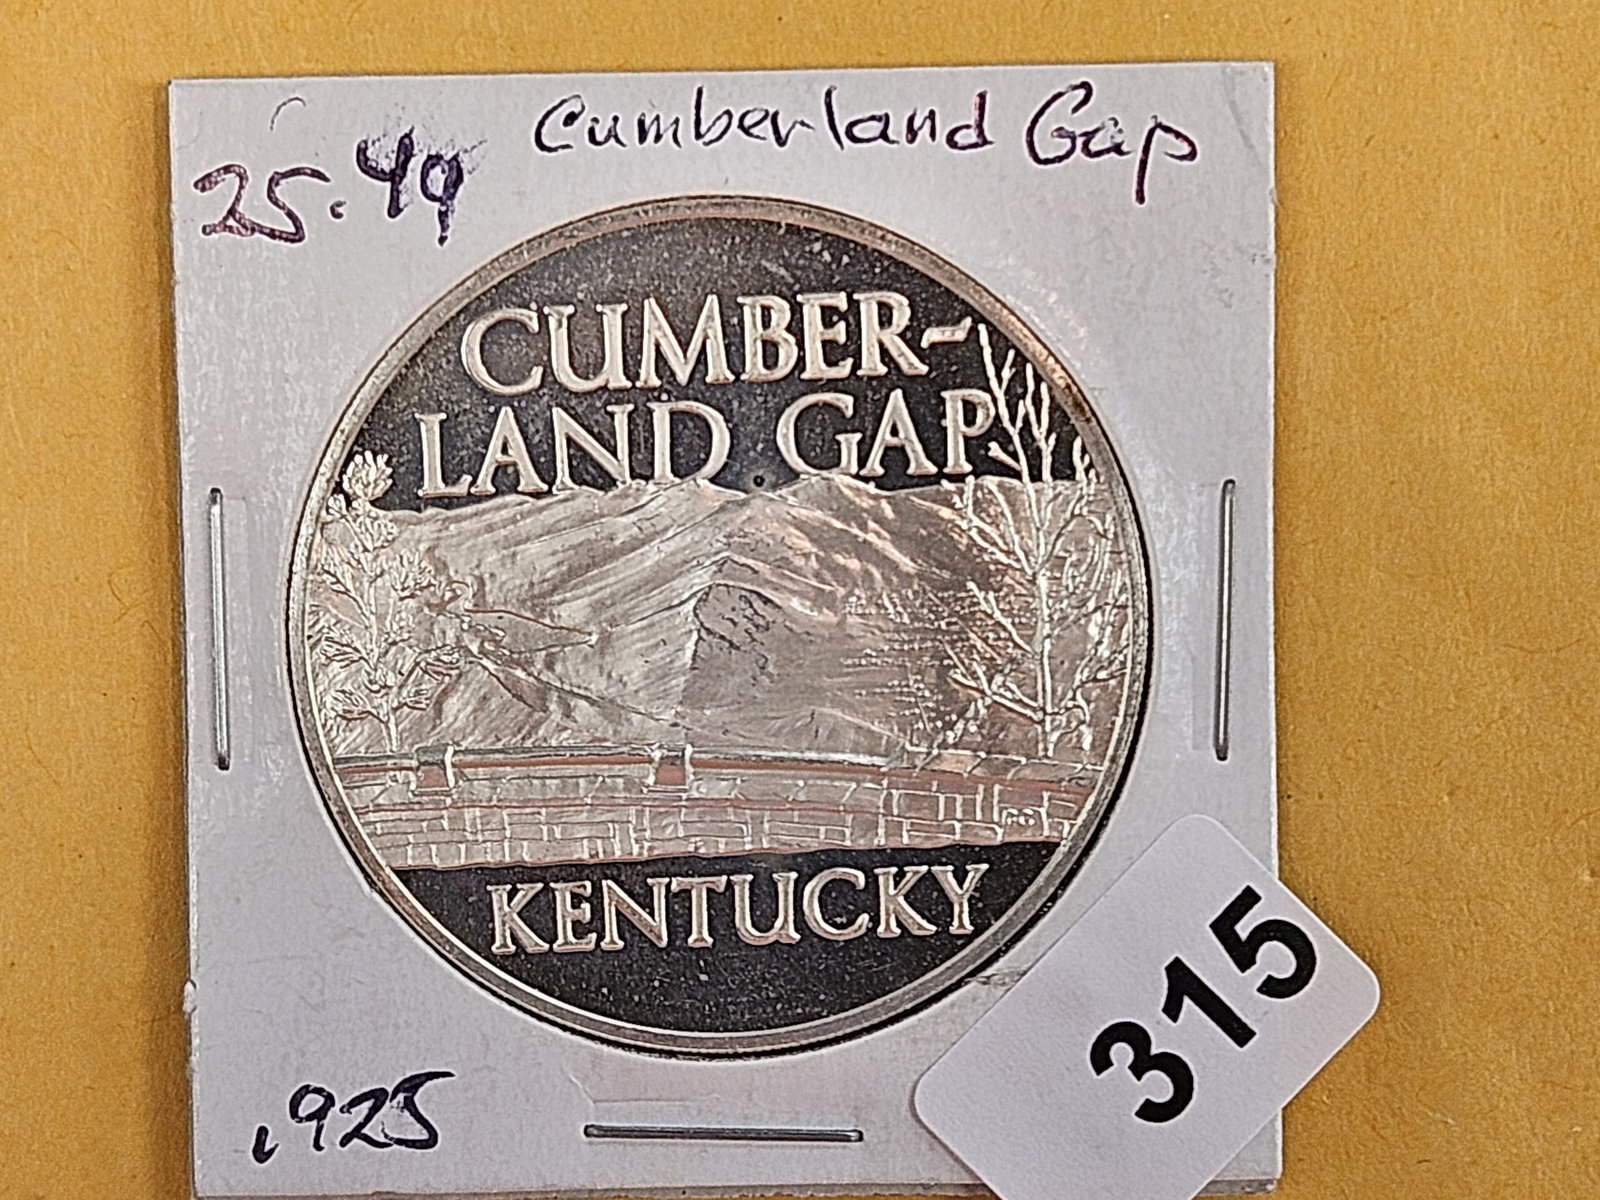 Cumberland Gap
25.49
CUMBER-
LAND GAP
KENTUCKY
.925
315